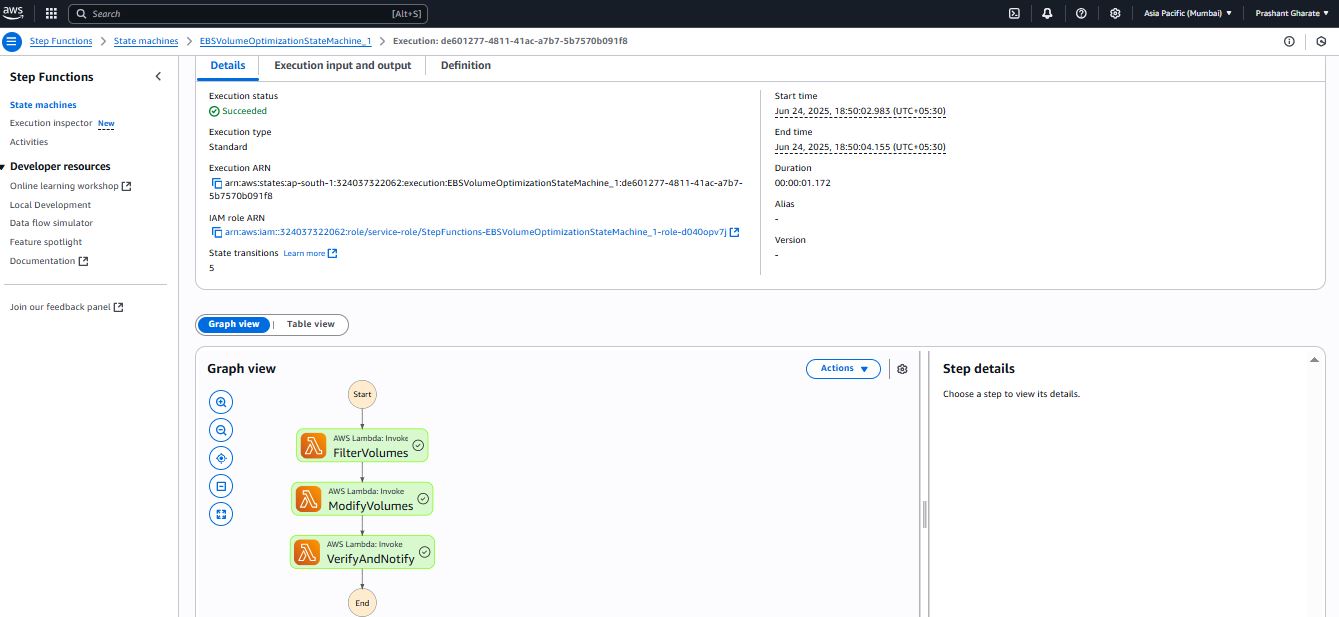 aws
Search [Alt+S]
Asia Pacific (Mumbai) ▼
Prashant Gharate ▼
Step Functions > State machines > EBSVolumeOptimizationStateMachine_1 > Execution: de601277-4811-41ac-a7b7-5b7570b091f8
Step Functions
State machines
Execution inspector New
Activities
Developer resources
Online learning workshop
Local Development
Data flow simulator
Feature spotlight
Documentation
Join our feedback panel
Details
Execution input and output
Definition
Execution status
Succeeded
Execution type
Standard
Execution ARN
arn:aws:states:ap-south-1:324037322062:execution:EBSVolumeOptimizationStateMachine_1:de601277-4811-41ac-a7b7-
5b7570b091f8
IAM role ARN
arn:aws:iam::324037322062:role/service-role/StepFunctions-EBSVolumeOptimizationStateMachine_1-role-d040opv7j
State transitions Learn more
5
Start time
Jun 24, 2025, 18:50:02.983 (UTC+05:30)
End time
Jun 24, 2025, 18:50:04.155 (UTC+05:30)
Duration
00:00:01.172
Alias
-
Version
-
Graph view | Table view
Graph view
Actions ▼
Start
AWS Lambda: Invoke
FilterVolumes
AWS Lambda: Invoke
ModifyVolumes
AWS Lambda: Invoke
VerifyAndNotify
End
Step details
Choose a step to view its details.